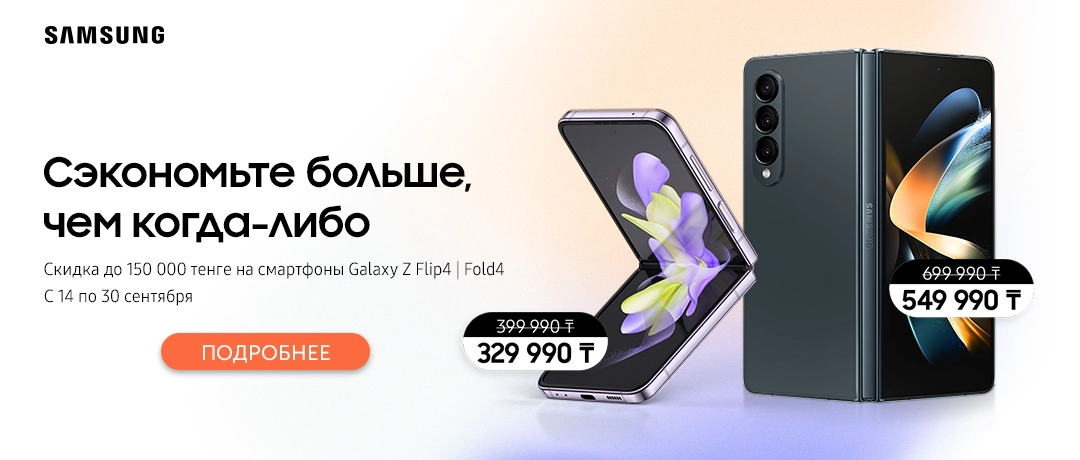 SAMSUNG
Сэкономьте больше,
чем когда-либо
Скидка до 150 000 тенге на смартфоны Galaxy Z Flip4 | Fold4
С 14 по 30 сентября
ПОДРОБНЕЕ
399 990 ₸
329 990 ₸
SAMSUNG
699 990 ₸
549 990 ₸